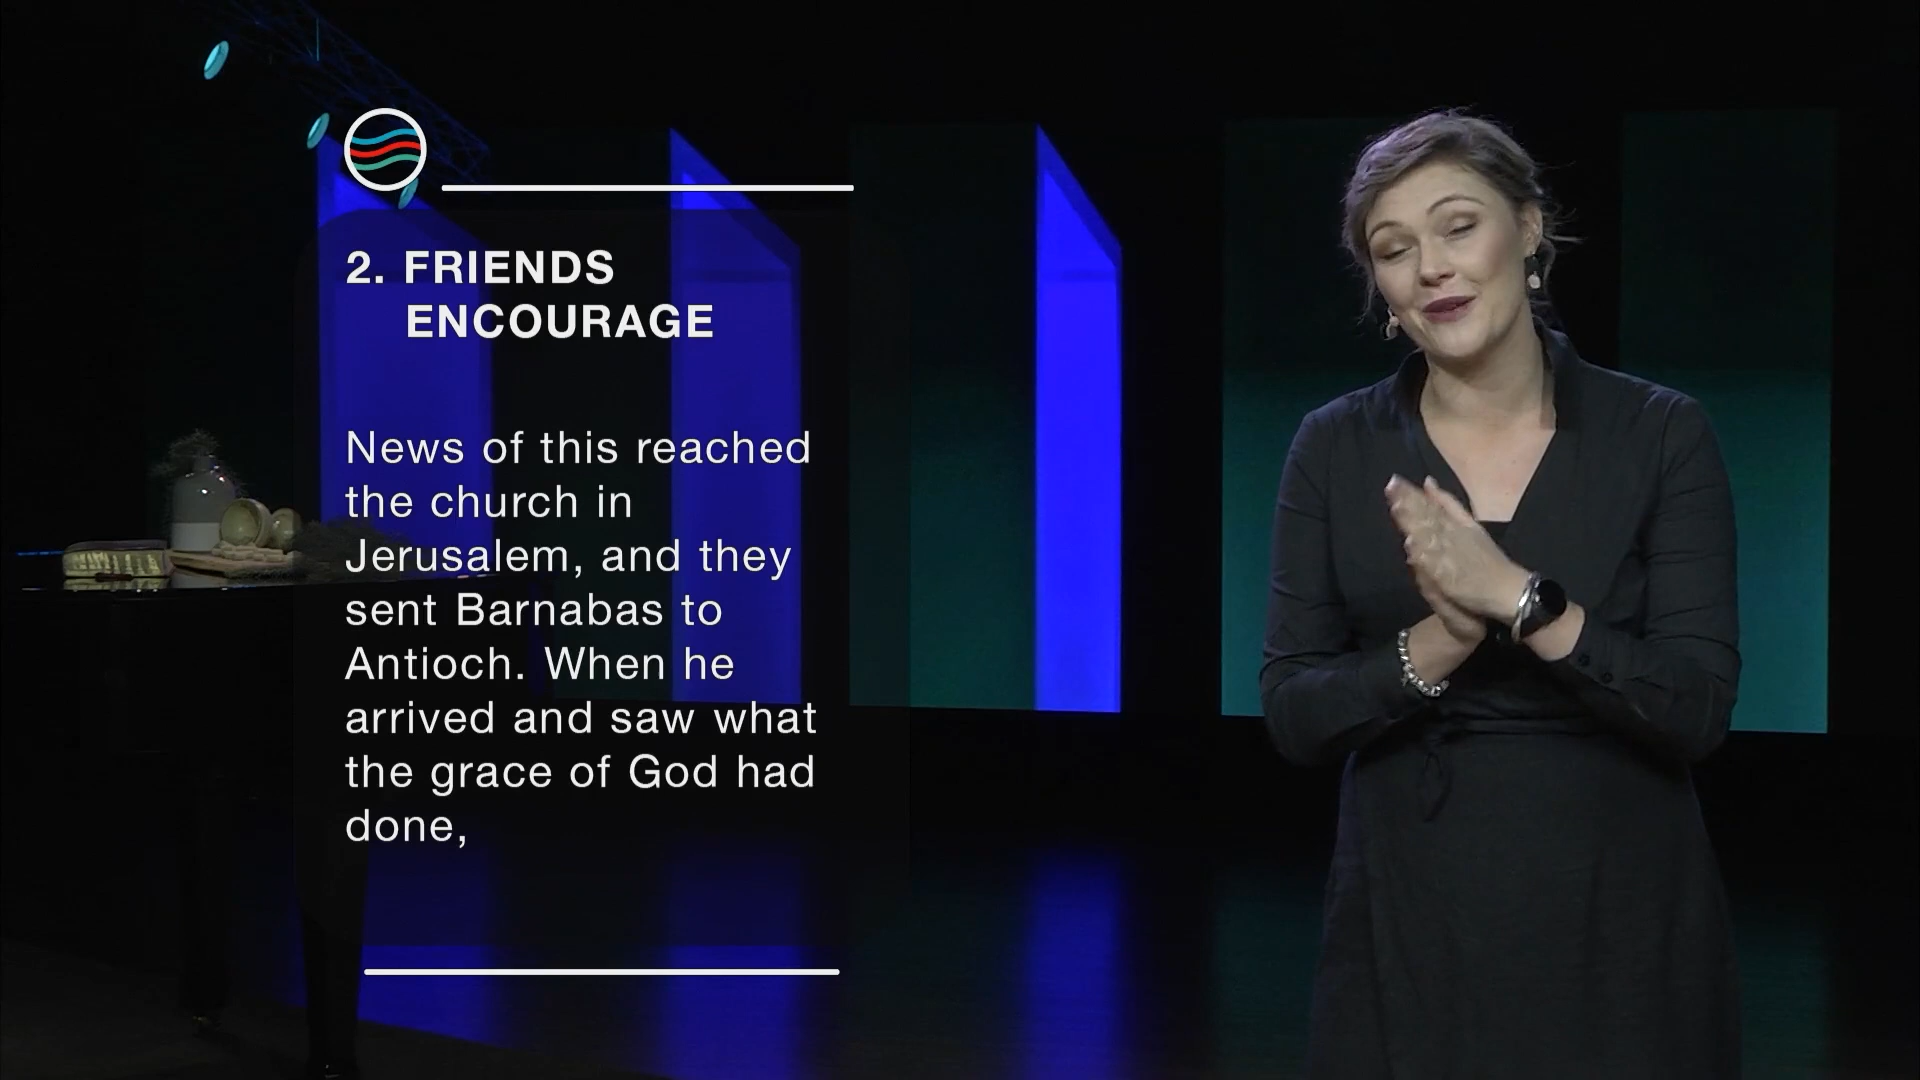 2. FRIENDS
ENCOURAGE
News of this reached
the church in
Jerusalem, and they
sent Barnabas to
Antioch. When he
arrived and saw what
the grace of God had
done,